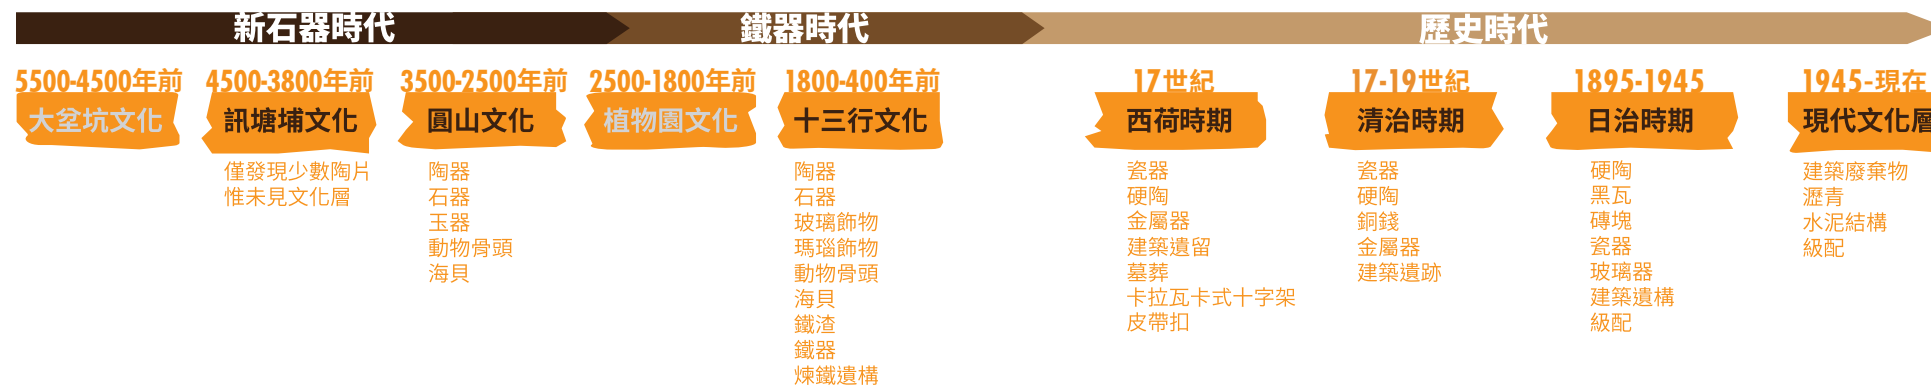 新石器時代
鐵器時代
歷史時代
5500-4500年前
大坌坑文化
4500-3800年前
訊塘埔文化
僅發現少數陶片
惟未見文化層
3500-2500年前
圓山文化
陶器
石器
玉器
動物骨頭
海貝
2500-1800年前
植物園文化
1800-400年前
十三行文化
陶器
石器
玻璃飾物
瑪瑙飾物
動物骨頭
海貝
鐵渣
鐵器
煉鐵遺構
17世紀
西荷時期
瓷器
硬陶
金屬器
建築遺留
墓葬
卡拉瓦卡式十字架
皮帶扣
17-19世紀
清治時期
瓷器
硬陶
銅錢
金屬器
建築遺跡
1895-1945
日治時期
硬陶
黑瓦
磚塊
瓷器
玻璃器
建築遺構
級配
1945-現在
現代文化層
建築廢棄物
瀝青
水泥結構
級配